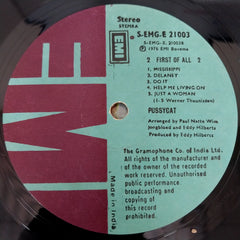 Stereo
STEMRA
S-EMG.E 21003
EMI
S-EMG-E. 21003B
℗ 1976 EMI Bovema
2 FIRST OF ALL 2
1. MISSISSIPPI
2. DELANEY
3. DO IT
4. HELP ME LIVING ON
5. JUST A WOMAN
(1-5 Werner Theunissen)
PUSSYCAT
Arranged by Paul Natte Wim
Jongbloed and Eddy Hilberts
Produced by Eddy Hilberts
The Gramophone Co. of India Ltd.
All rights of the manufacturer and
of the owner of the recorded
work reserved. Unauthorised
public performance,
broadcasting and
copying of
this record
prohibited.
Made in India
EMI